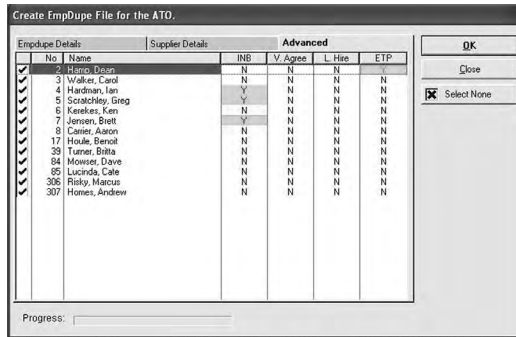 Create EmpDupe File for the ATO.
Empdupe Details Supplier Details Advanced
No Name INB V. Agree L. Hire ETP
2 Hamp, Dean N N N Y
3 Walker, Carol N N N N
4 Hardman, Ian Y N N N
5 Scratchley, Greg Y N N N
6 Kerekes, Ken N N N N
7 Jensen, Brett Y N N N
8 Carrier, Aaron N N N N
17 Houle, Benoit N N N N
39 Turner, Britta N N N N
84 Mowser, Dave N N N N
85 Lucinda, Cate N N N N
306 Risky, Marcus N N N N
307 Homes, Andrew N N N N
OK
Close
Select None
Progress: